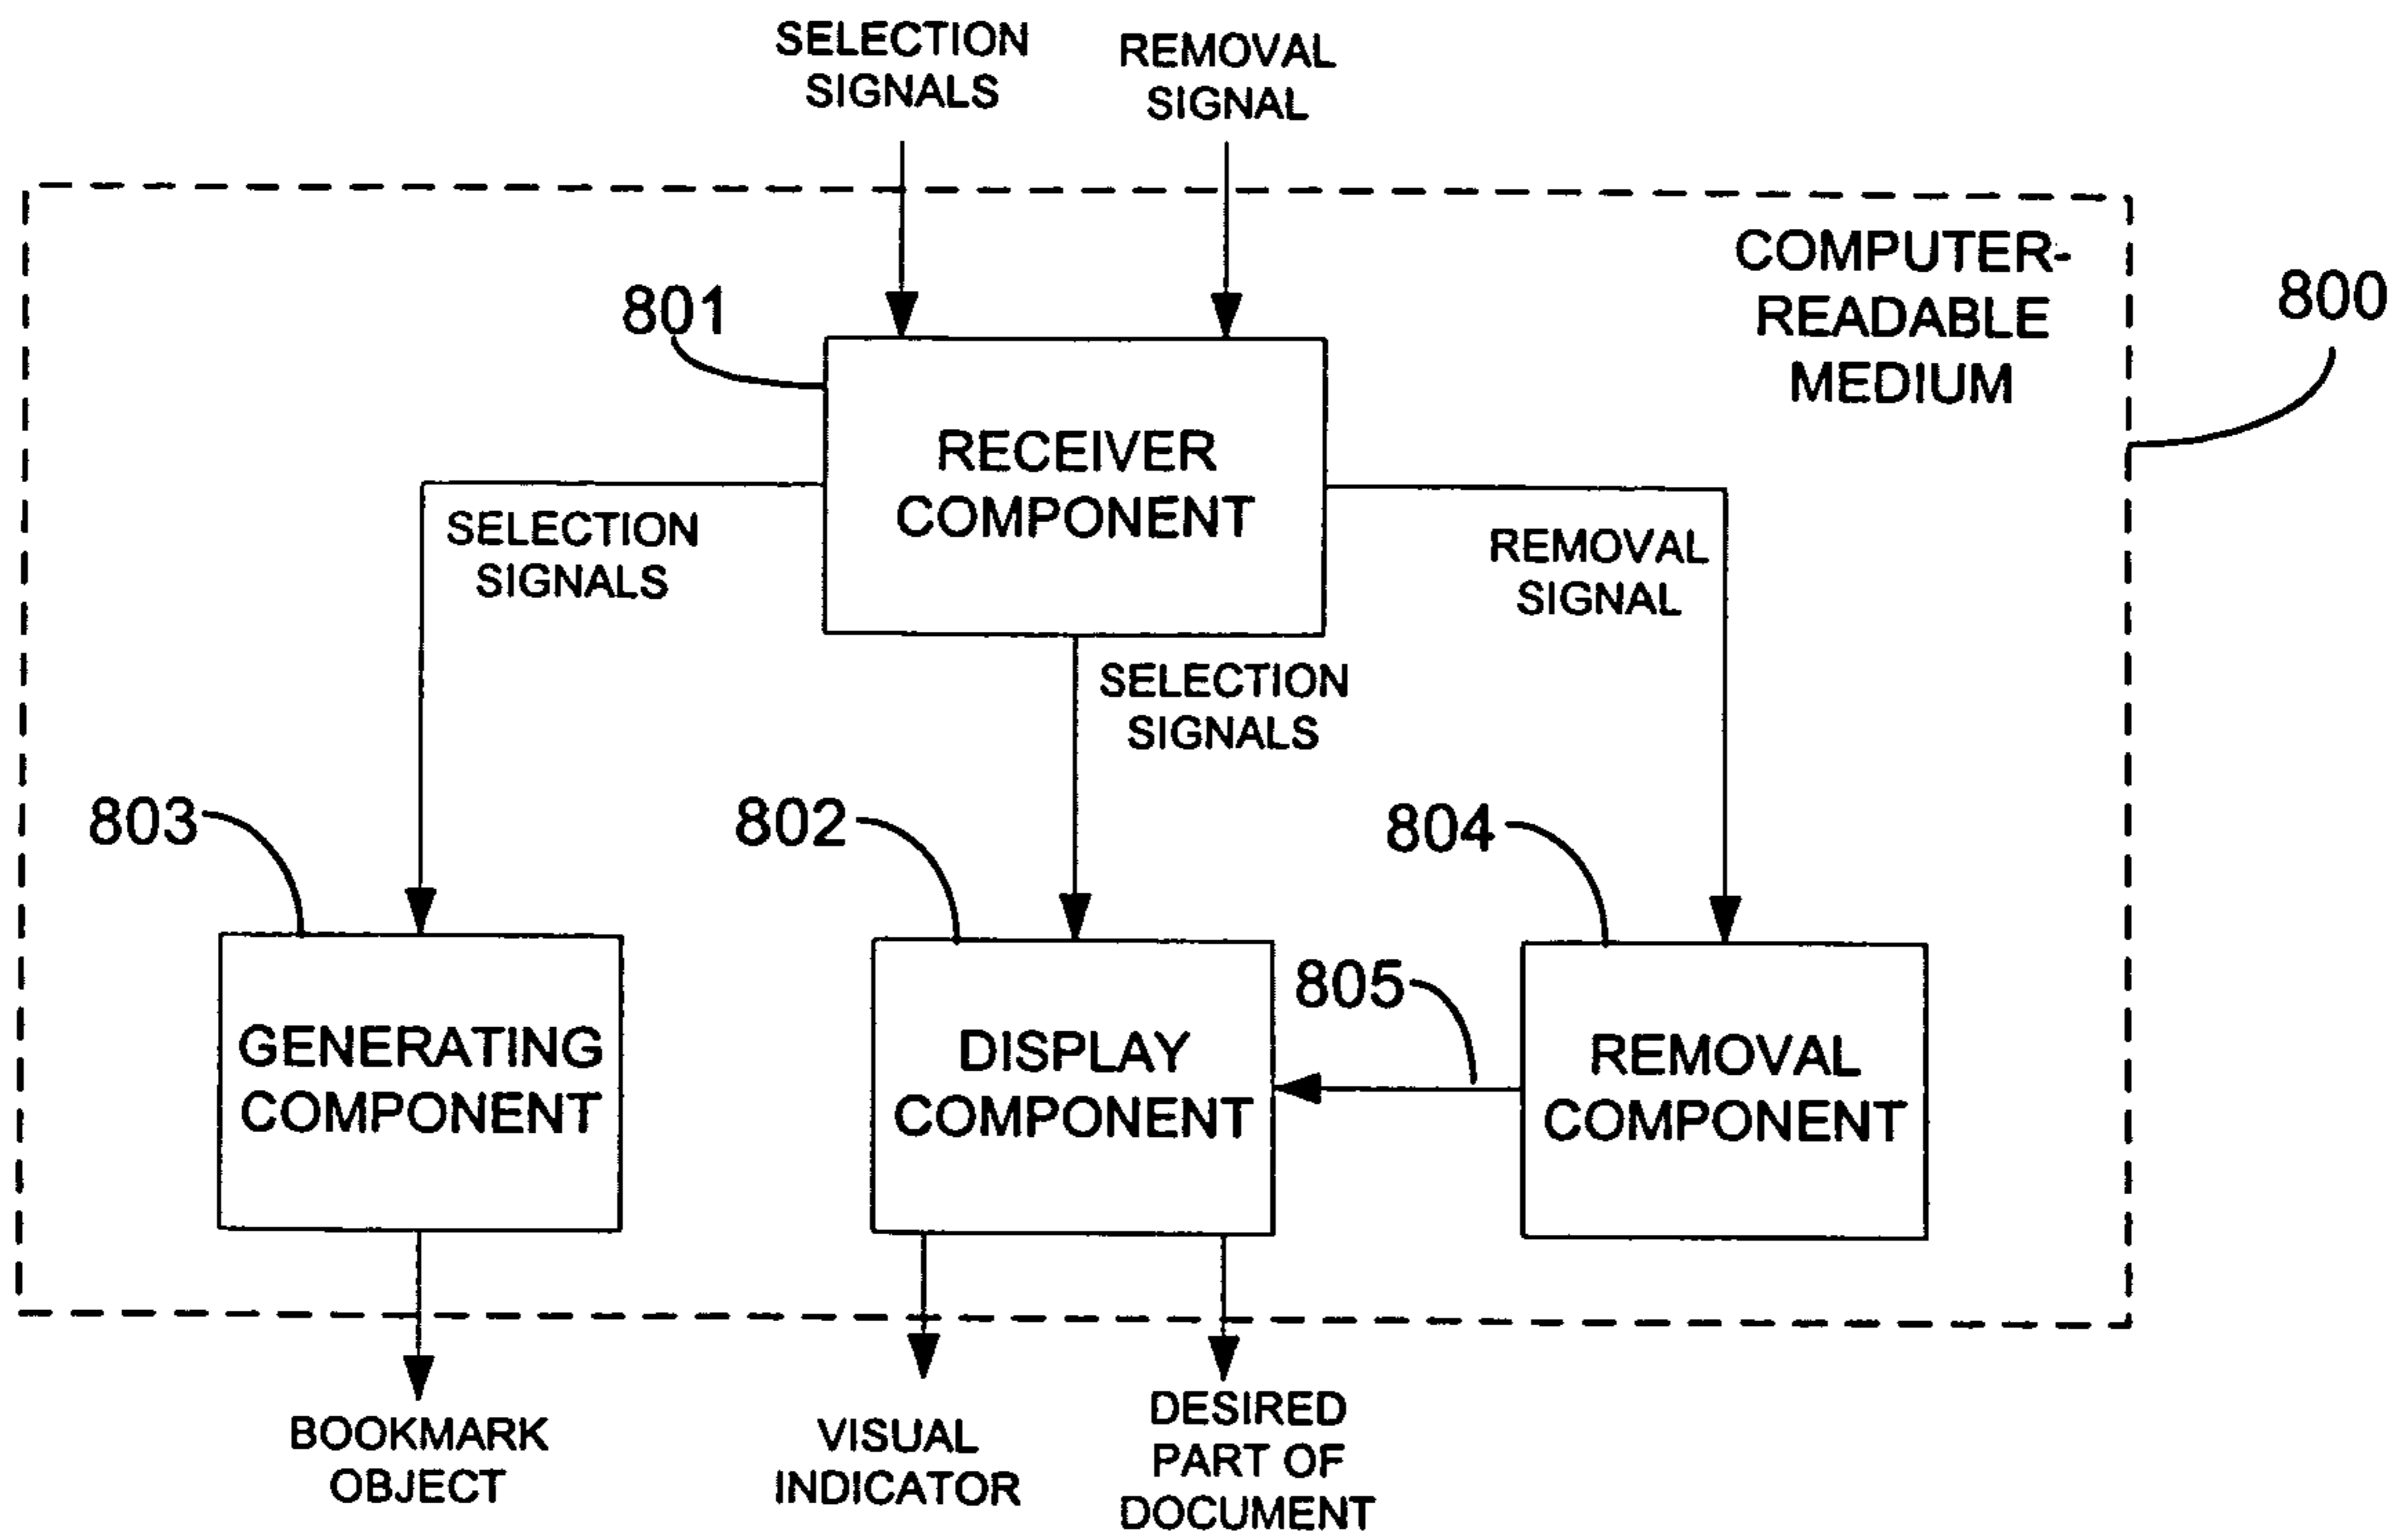 SELECTION
SIGNALS
REMOVAL
SIGNAL
COMPUTER-
READABLE
MEDIUM
800
801
RECEIVER
COMPONENT
SELECTION
SIGNALS
REMOVAL
SIGNAL
SELECTION
SIGNALS
803
802
804
805
GENERATING
COMPONENT
DISPLAY
COMPONENT
REMOVAL
COMPONENT
BOOKMARK
OBJECT
VISUAL
INDICATOR
DESIRED
PART OF
DOCUMENT